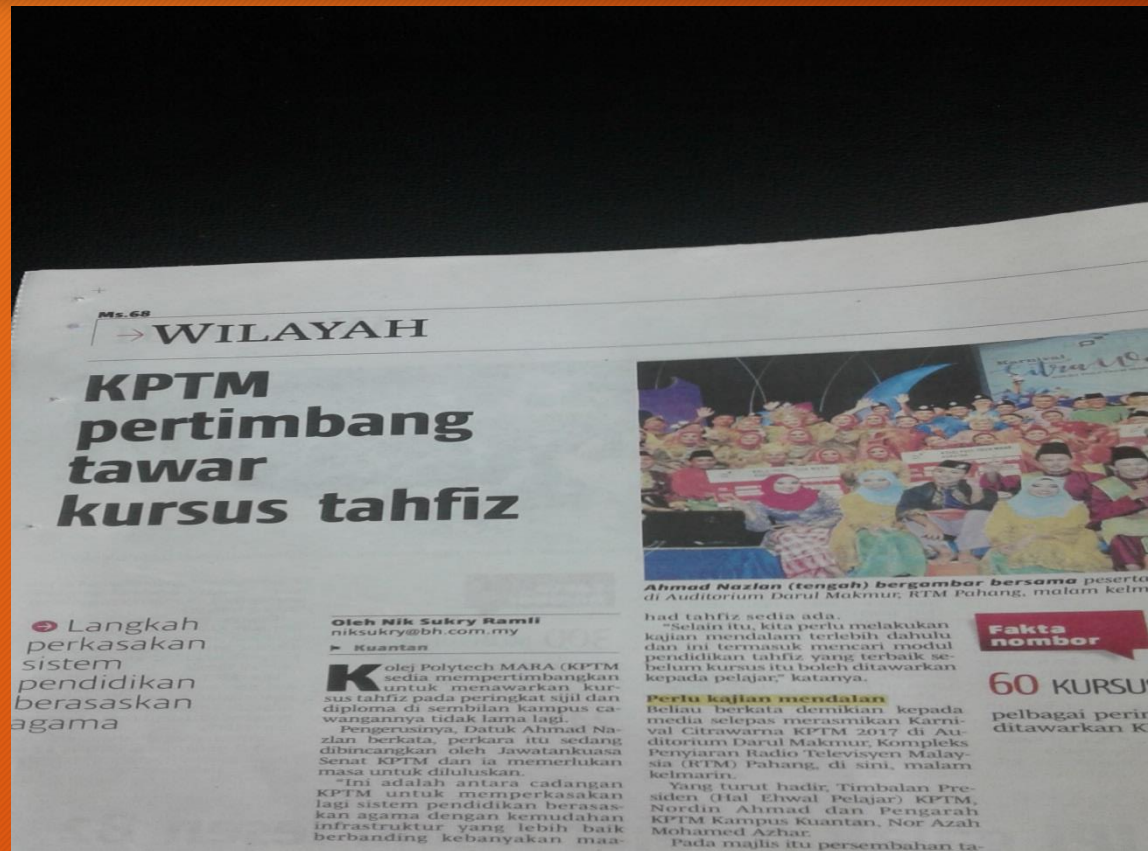 Ms.68
→ WILAYAH
KPTM
pertimbang
tawar
kursus tahfiz
Langkah
perkasakan
sistem
pendidikan
berasaskan
agama
Oleh Nik Sukry Ramli
niksukry@bh.com.my
Kuantan
Kolej Polytech MARA (KPTM
sedia mempertimbangkan
untuk menawarkan kur-
sus tahfiz pada peringkat sijil dan
diploma di sembilan kampus ca-
wangannya tidak lama lagi.
Pengerusinya, Datuk Ahmad Na-
zlan berkata, perkara itu sedang
dibincangkan oleh Jawatankuasa
Senat KPTM dan ia memerlukan
masa untuk diluluskan.
"Ini adalah antara cadangan
KPTM untuk memperkasakan
lagi sistem pendidikan berasas-
kan agama dengan kemudahan
infrastruktur yang lebih baik
berbanding kebanyakan maa-
Karnival
Ahmad Nazlan (tengah) bergambar bersama peserta
di Auditorium Darul Makmur, RTM Pahang, malam kelm
had tahfiz sedia ada.
"Selain itu, kita perlu melakukan
kajian mendalam terlebih dahulu
dan ini termasuk mencari modul
pendidikan tahfiz yang terbaik se-
belum kursus itu boleh ditawarkan
kepada pelajar," katanya.
Perlu kajian mendalan
Beliau berkata demikian kepada
media selepas merasmikan Karni-
val Citrawarna KPTM 2017 di Au-
ditorium Darul Makmur, Kompleks
Penyiaran Radio Televisyen Malay-
sia (RTM) Pahang, di sini, malam
kelmarin.
Yang turut hadir, Timbalan Pre-
siden (Hal Ehwal Pelajar) KPTM,
Nordin Ahmad dan Pengarah
KPTM Kampus Kuantan, Nor Azah
Mohamed Azhar.
Pada majlis itu persembahan ta-
Fakta
nombor
60 KURSUS
pelbagai perin
ditawarkan K